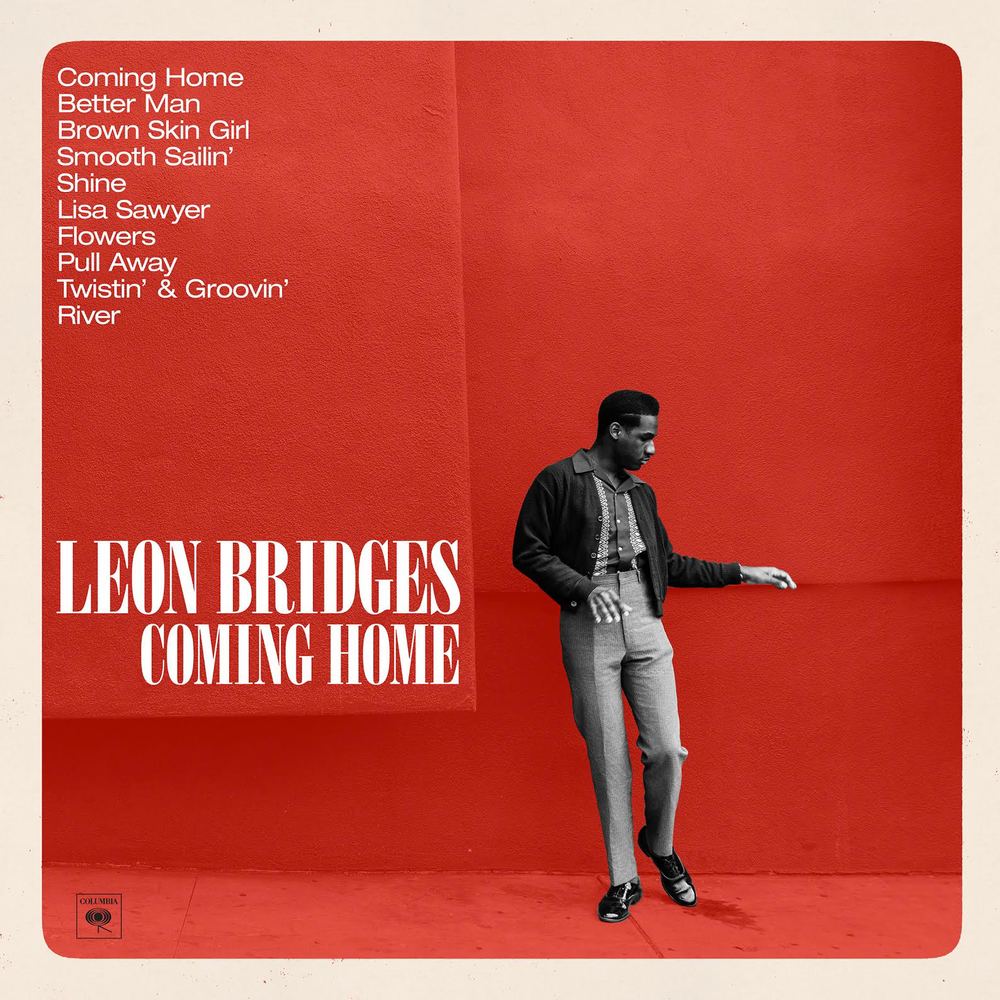 Coming Home
Better Man
Brown Skin Girl
Smooth Sailin’
Shine
Lisa Sawyer
Flowers
Pull Away
Twistin’ & Groovin’
River
LEON BRIDGES
COMING HOME
COLUMBIA